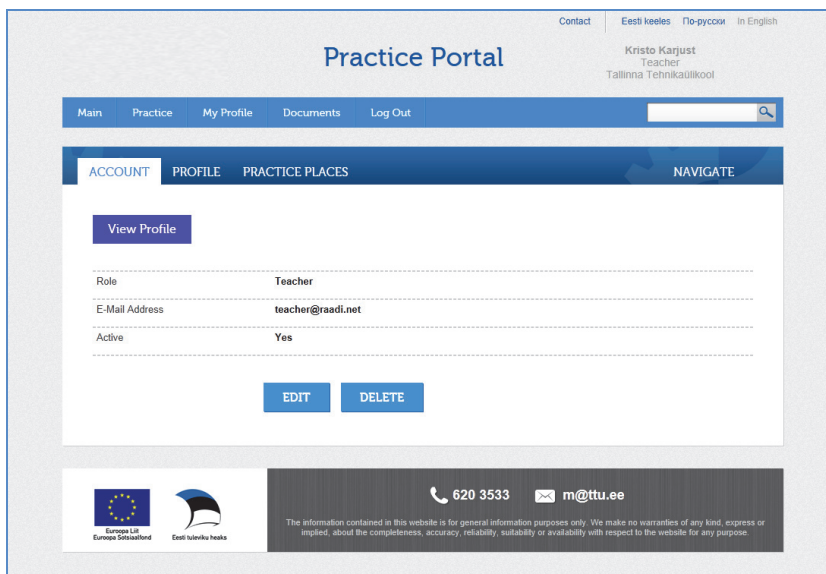 Contact Eesti keeles По-русски In English
Practice Portal
Kristo Karjust
Teacher
Tallinna Tehnikaülikool
Main Practice My Profile Documents Log Out
ACCOUNT PROFILE PRACTICE PLACES NAVIGATE
View Profile
Role Teacher
E-Mail Address teacher@raadi.net
Active Yes
EDIT DELETE
620 3533 m@ttu.ee
The information contained in this website is for general information purposes only. We make no warranties of any kind, express or
implied, about the completeness, accuracy, reliability, suitability or availability with respect to the website for any purpose.
Euroopa Liit
Euroopa Sotsiaalfond
Eesti tuleviku heaks